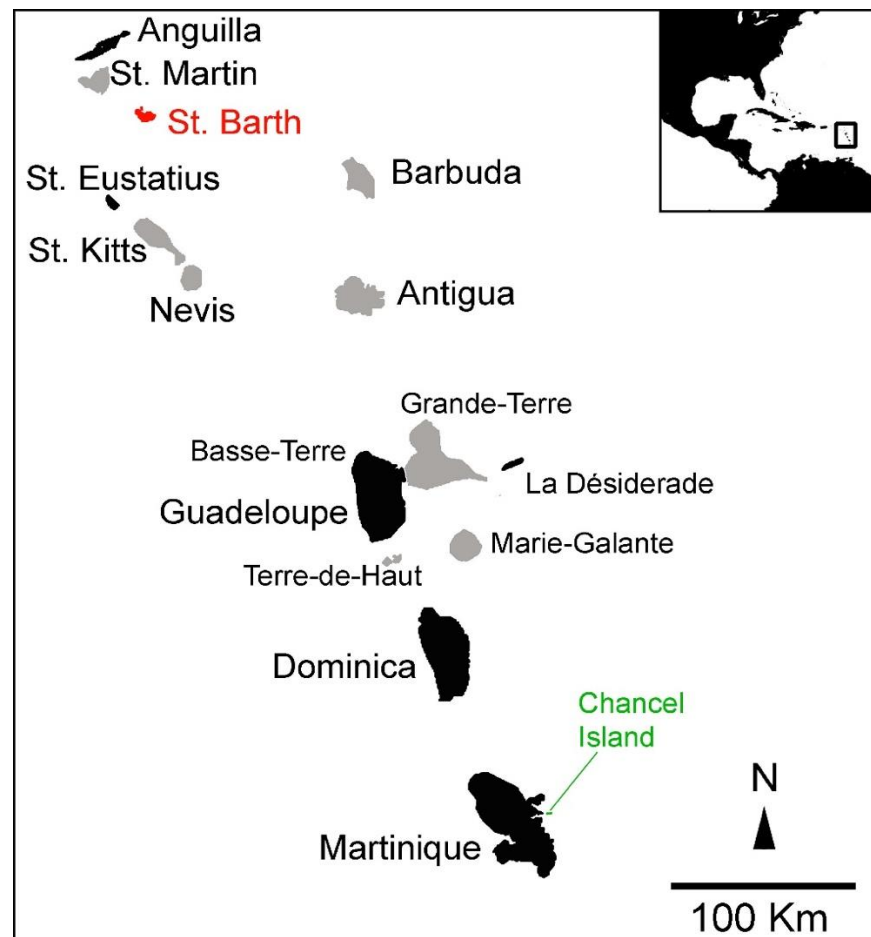 Anguilla
St. Martin
St. Barth
St. Eustatius
Barbuda
St. Kitts
Nevis
Antigua
Grande-Terre
Basse-Terre
La Désiderade
Guadeloupe
Marie-Galante
Terre-de-Haut
Dominica
Chancel
Island
N
Martinique
100 Km